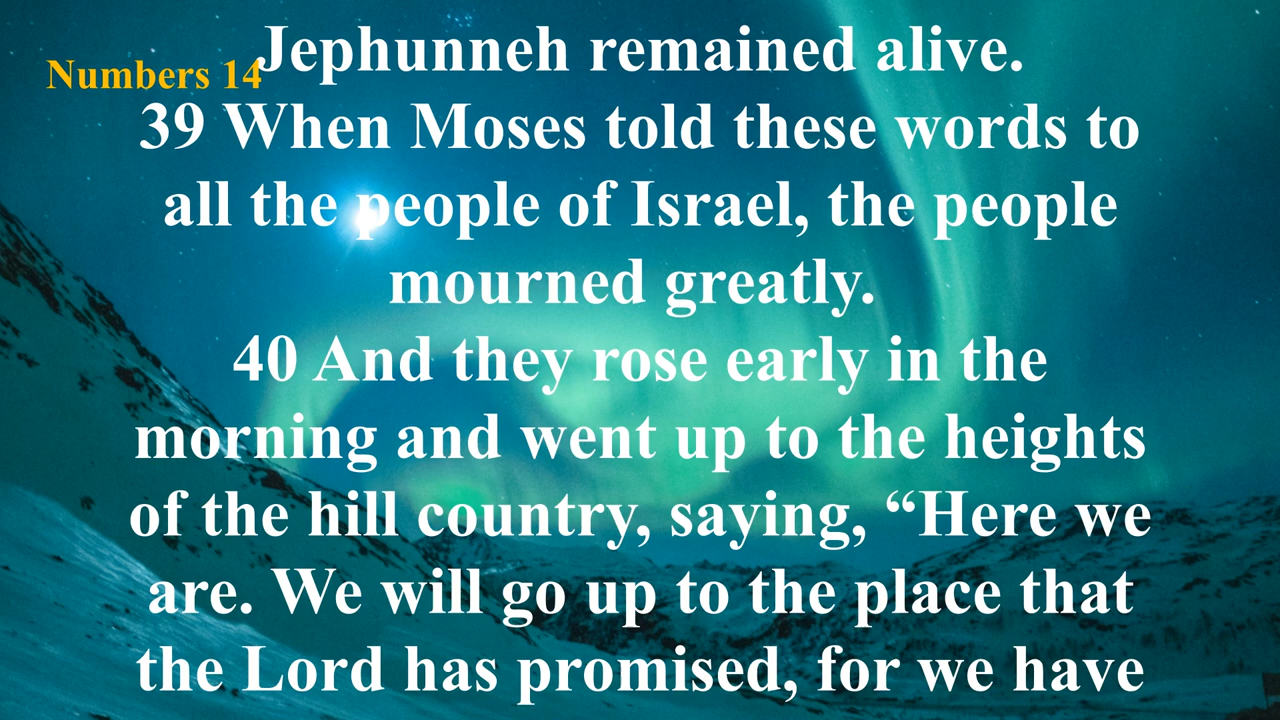 Jephunneh remained alive.
Numbers 14
39 When Moses told these words to
all the people of Israel, the people
mourned greatly.
40 And they rose early in the
morning and went up to the heights
of the hill country, saying, “Here we
are. We will go up to the place that
the Lord has promised, for we have